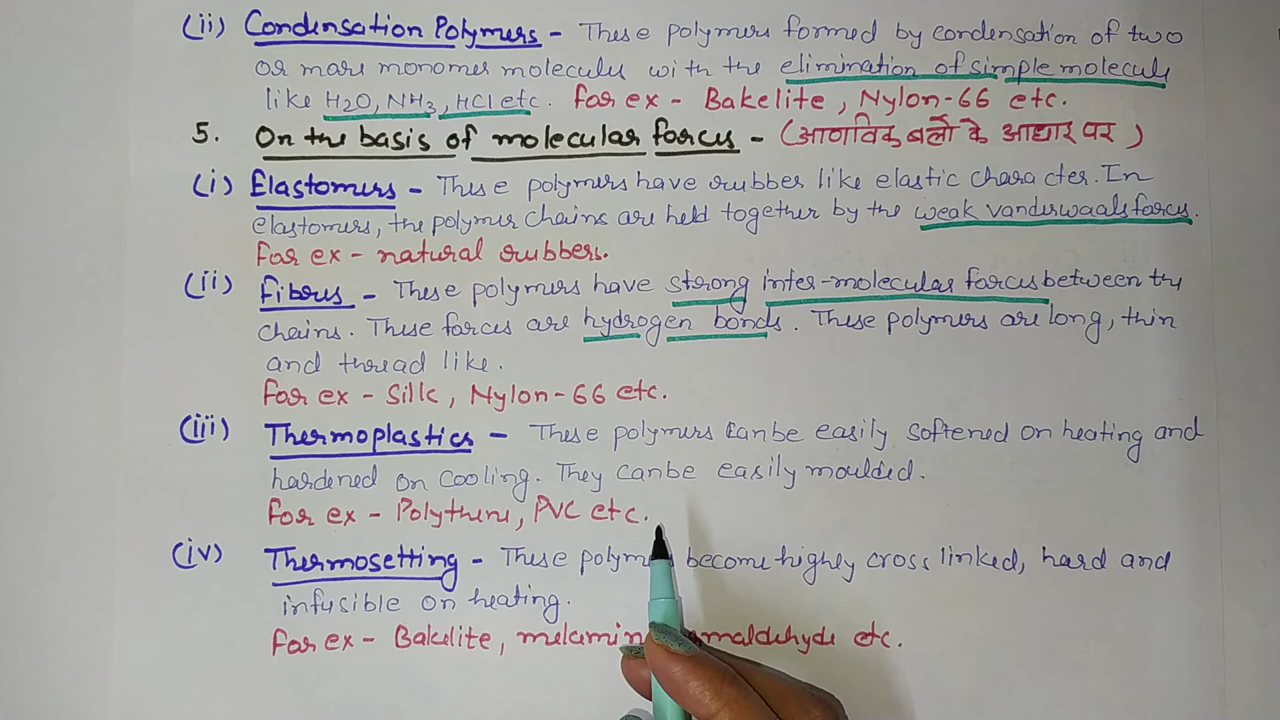 (ii) Condensation Polymers - These polymers formed by condensation of two
or more monomer molecules with the elimination of simple molecules
like H2O, NH3, HCl etc. For ex - Bakelite, Nylon-66 etc.
5. On the basis of molecular forces - (आणविक बलों के आधार पर)
(i) Elastomers - These polymers have rubber like elastic character. In
elastomers, the polymer chains are held together by the weak vanderwaals forces.
For ex - natural rubbers.
(ii) Fibres - These polymers have strong inter-molecular forces between the
chains. These forces are hydrogen bonds. These polymers are long, thin
and thread like.
For ex - Silk, Nylon-66 etc.
(iii) Thermoplastics - These polymers can be easily softened on heating and
hardened on cooling. They can be easily moulded.
For ex - Polythene, PVC etc.
(iv) Thermosetting - These polym become highly cross linked, hard and
infusible on heating.
For ex - Bakelite, melamin maldehyde etc.